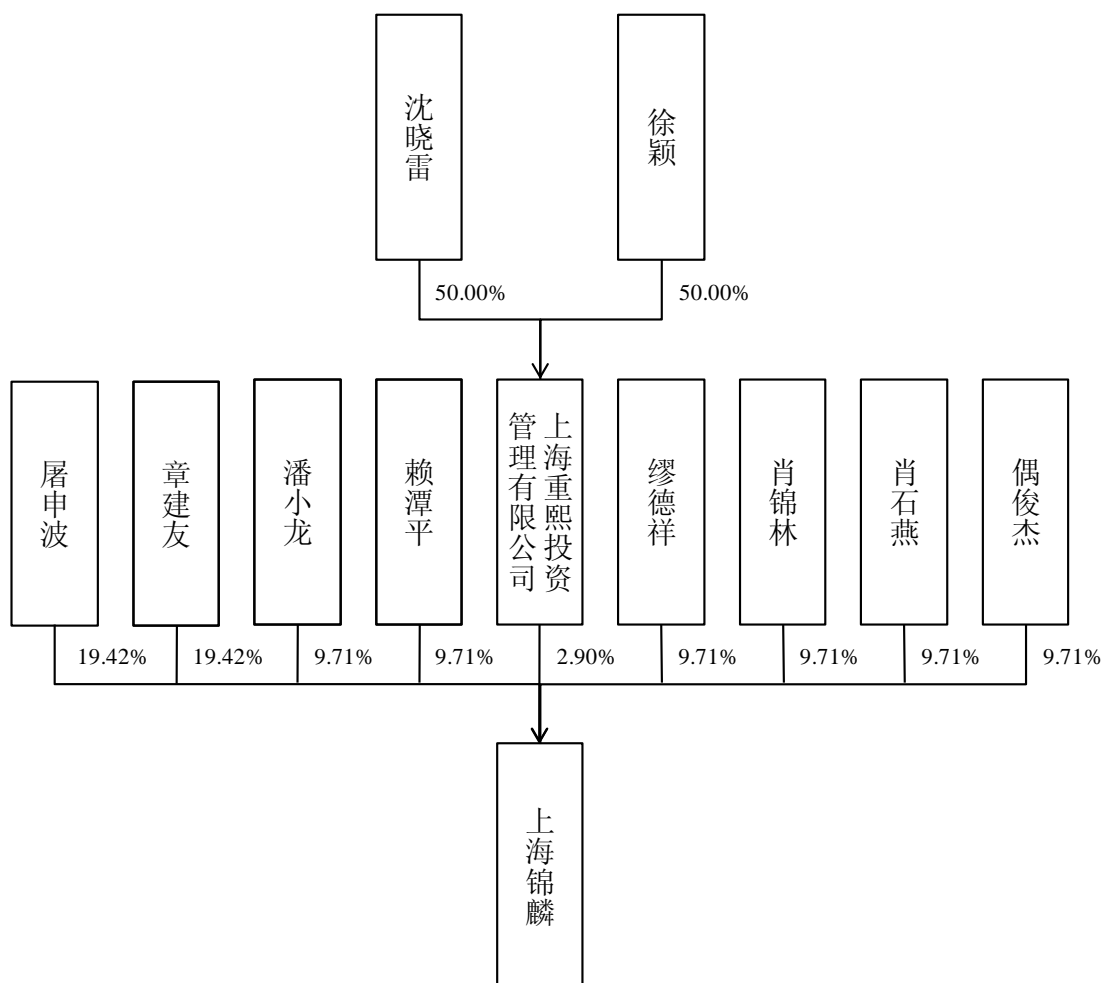 沈晓雷
徐颖
50.00%
50.00%
屠申波
章建友
潘小龙
赖潭平
上海重熙投资
管理有限公司
缪德祥
肖锦林
肖石燕
偶俊杰
19.42%
19.42%
9.71%
9.71%
2.90%
9.71%
9.71%
9.71%
9.71%
上海锦麟